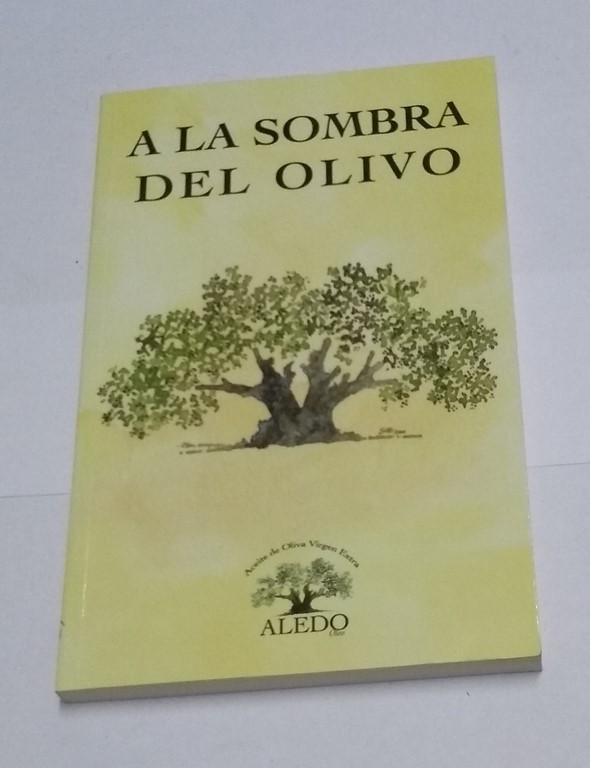 A LA SOMBRA
DEL OLIVO
Aceite de Oliva Virgen Extra
ALEDO